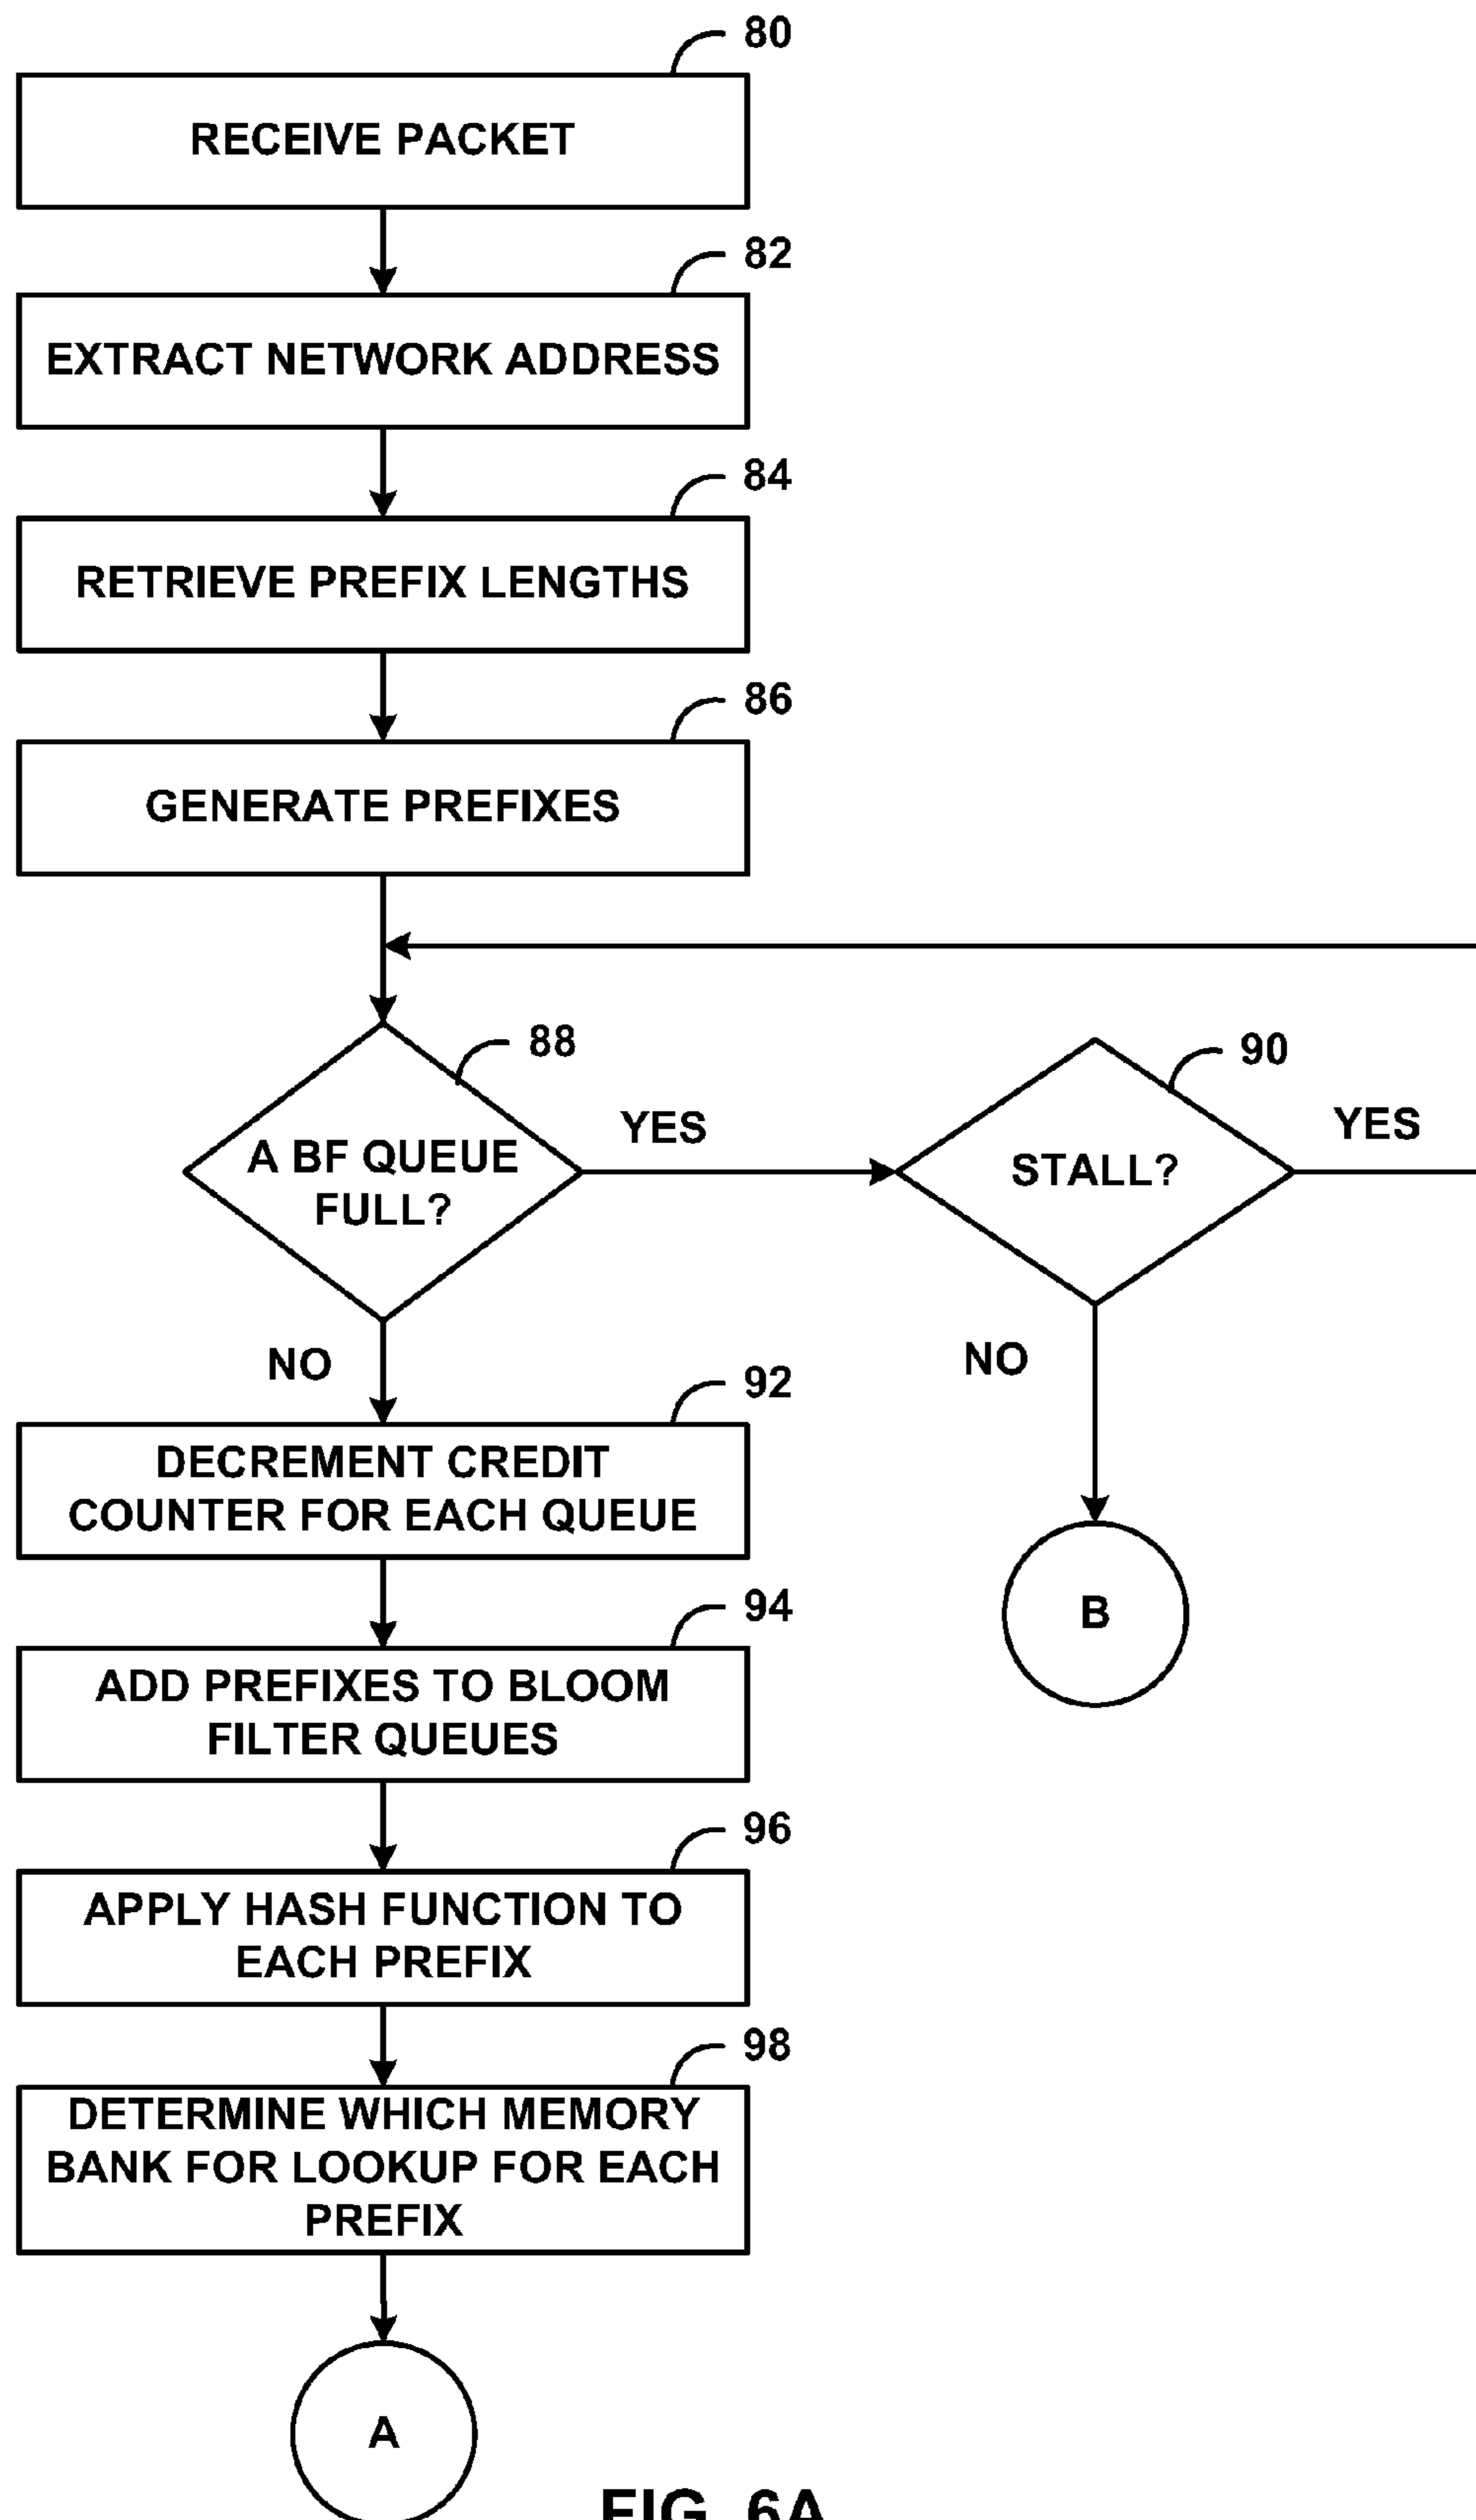 80
RECEIVE PACKET
82
EXTRACT NETWORK ADDRESS
84
RETRIEVE PREFIX LENGTHS
86
GENERATE PREFIXES
88
A BF QUEUE
FULL?
YES
90
STALL?
YES
NO
NO
92
DECREMENT CREDIT
COUNTER FOR EACH QUEUE
B
94
ADD PREFIXES TO BLOOM
FILTER QUEUES
96
APPLY HASH FUNCTION TO
EACH PREFIX
98
DETERMINE WHICH MEMORY
BANK FOR LOOKUP FOR EACH
PREFIX
A
FIG. 6A